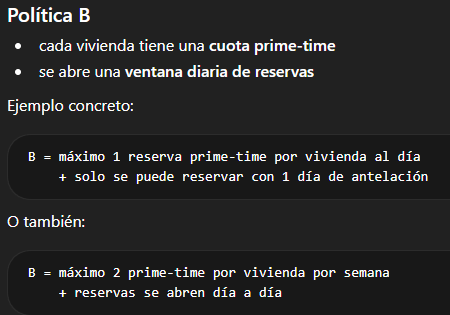 Política B
• cada vivienda tiene una cuota prime-time
• se abre una ventana diaria de reservas
Ejemplo concreto:
B = máximo 1 reserva prime-time por vivienda al día
+ solo se puede reservar con 1 día de antelación
O también:
B = máximo 2 prime-time por vivienda por semana
+ reservas se abren día a día